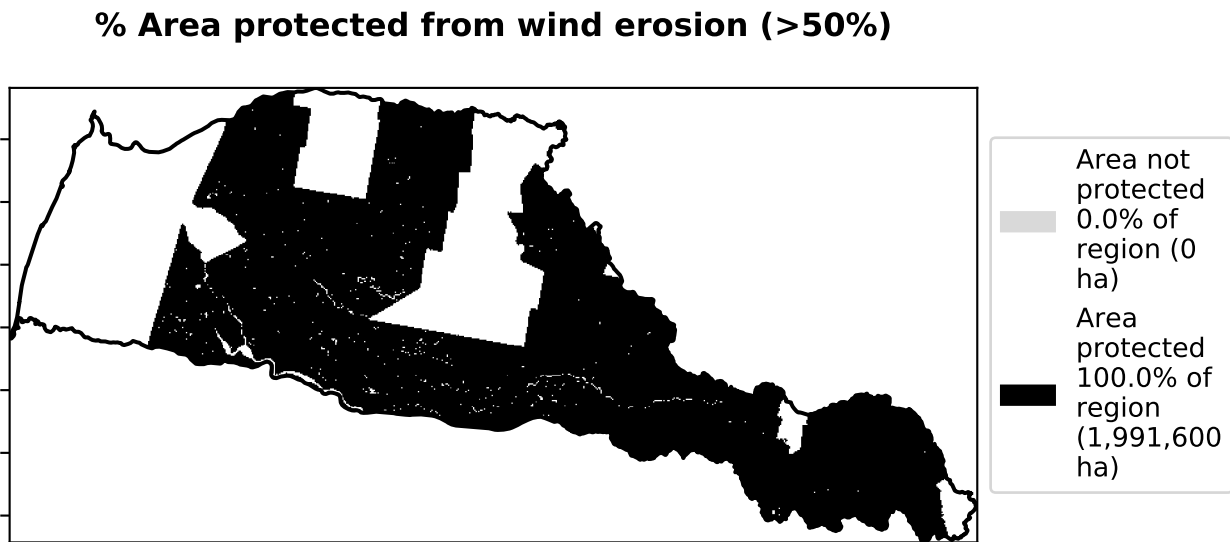 % Area protected from wind erosion (>50%)
Area not
protected
0.0% of
region (0
ha)
Area
protected
100.0% of
region
(1,991,600
ha)